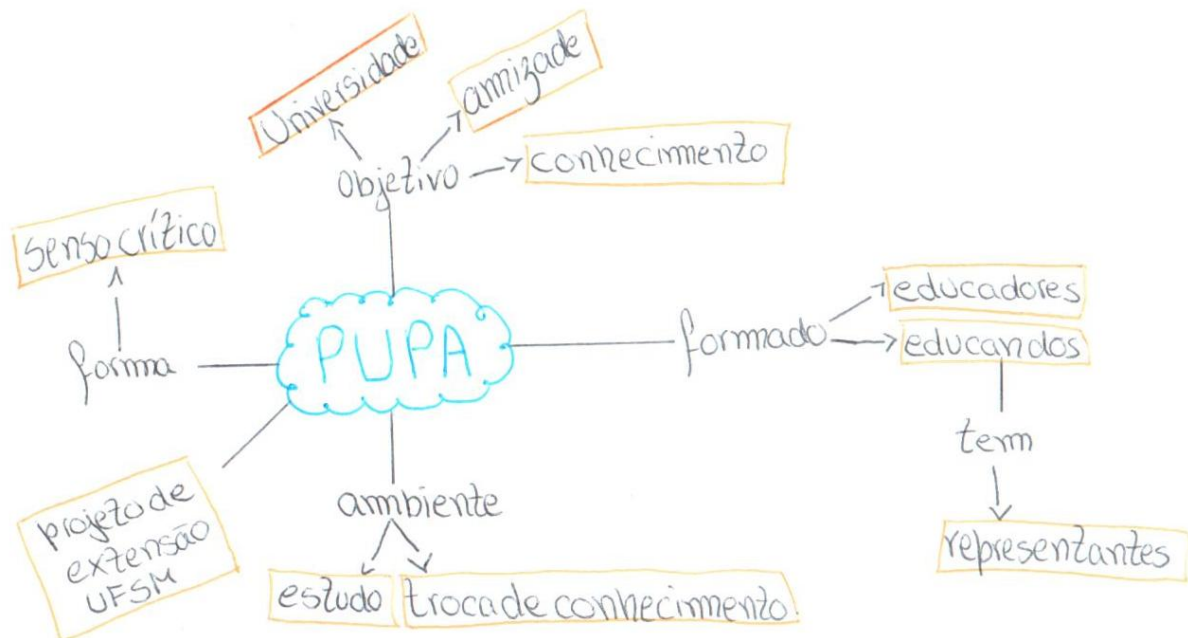 Universidade
amizade
Objetivo
conhecimento
senso crítico
forma
PUPA
formado
educadores
educandos
tem
representantes
projeto de
extensão
UFSM
ambiente
estudo
troca de conhecimento.